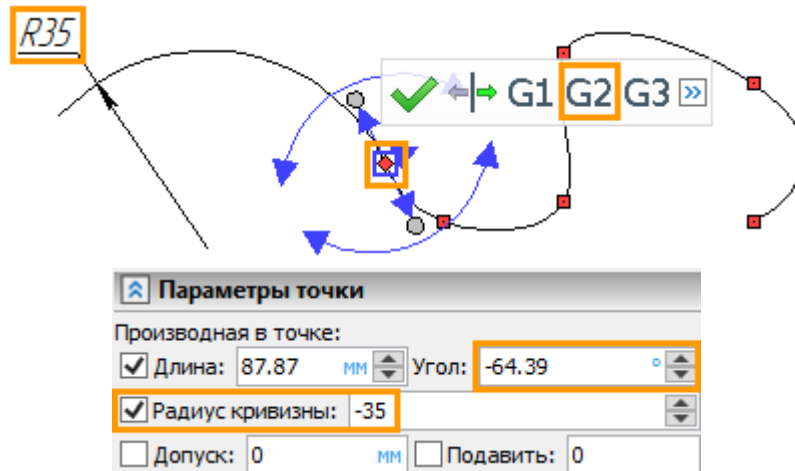 R35
G1 G2 G3
Параметры точки
Производная в точке:
Длина: 87.87 мм Угол: -64.39 °
Радиус кривизны: -35
Допуск: 0 мм Подавить: 0